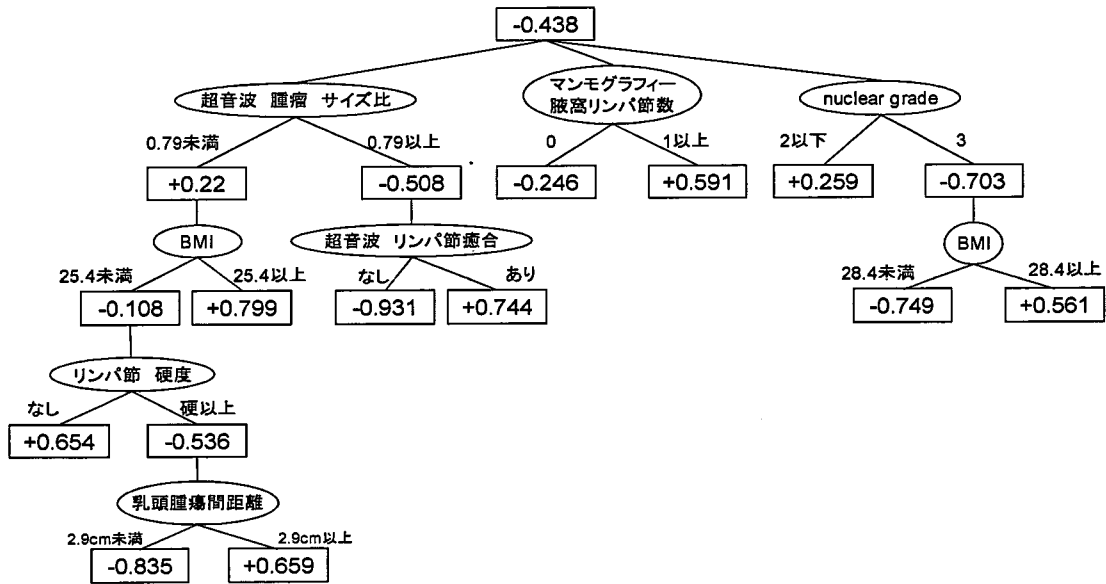 -0.438
超音波 腫瘤 サイズ比
マンモグラフィー
腋窩リンパ節数
nuclear grade
0.79未満
0.79以上
0
1以上
2以下
3
+0.22
-0.508
-0.246
+0.591
+0.259
-0.703
BMI
超音波 リンパ節癒合
BMI
25.4未満
25.4以上
なし
あり
28.4未満
28.4以上
-0.108
+0.799
-0.931
+0.744
-0.749
+0.561
リンパ節 硬度
なし
硬以上
+0.654
-0.536
乳頭腫瘍間距離
2.9cm未満
2.9cm以上
-0.835
+0.659